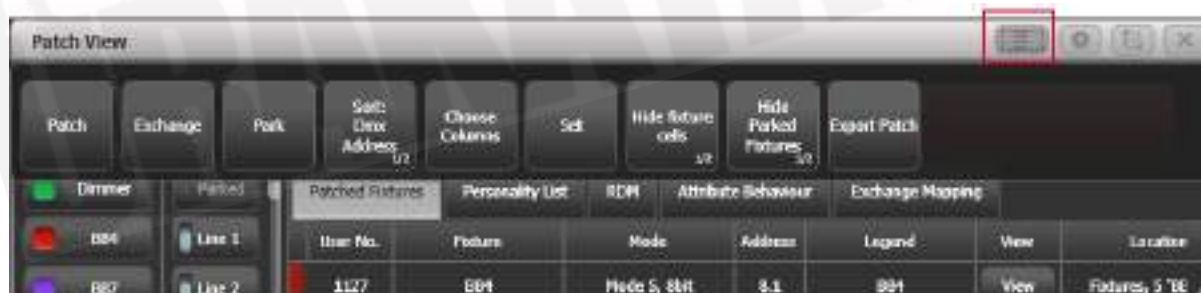 Patch View
Patch
Exchange
Park
Sort:
Dmx
Address
1/2
Choose
Columns
Set
Hide fixture
cells
1/2
Hide
Parked
Fixtures
1/2
Export Patch
Dimmer
Parked
Patched Fixtures
Personality List
RDM
Attribute Behaviour
Exchange Mapping
BB4
Line 1
User No.
Fixture
Mode
Address
Legend
View
Location
BB7
Line 2
1127
BB4
Mode 5, 8bit
8.1
BB4
View